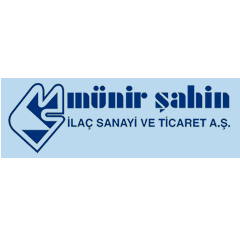 münir şahin
İLAÇ SANAYİ VE TİCARET A.Ş.